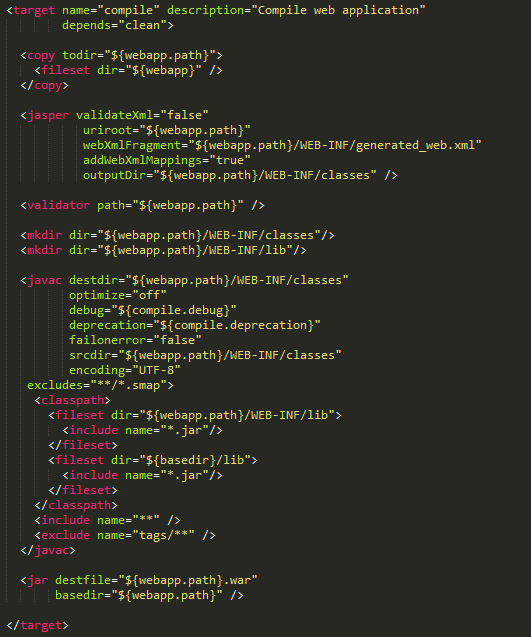 <target name="compile" description="Compile web application"
        depends="clean">

  <copy todir="${webapp.path}">
    <fileset dir="${webapp}" />
  </copy>

  <jasper validateXml="false"
           uriroot="${webapp.path}"
           webXmlFragment="${webapp.path}/WEB-INF/generated_web.xml"
           addWebXmlMappings="true"
           outputDir="${webapp.path}/WEB-INF/classes" />

  <validator path="${webapp.path}" />

  <mkdir dir="${webapp.path}/WEB-INF/classes"/>
  <mkdir dir="${webapp.path}/WEB-INF/lib"/>

  <javac destdir="${webapp.path}/WEB-INF/classes"
         optimize="off"
         debug="${compile.debug}"
         deprecation="${compile.deprecation}"
         failonerror="false"
         srcdir="${webapp.path}/WEB-INF/classes"
         encoding="UTF-8"
   excludes="**/*.smap">
    <classpath>
      <fileset dir="${webapp.path}/WEB-INF/lib">
        <include name="*.jar"/>
      </fileset>
      <fileset dir="${basedir}/lib">
        <include name="*.jar"/>
      </fileset>
    </classpath>
    <include name="**" />
    <exclude name="tags/**" />
  </javac>

  <jar destfile="${webapp.path}.war"
       basedir="${webapp.path}" />

</target>